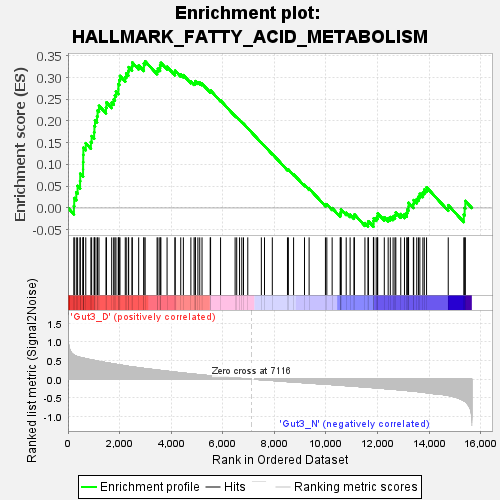 Enrichment plot:
HALLMARK_FATTY_ACID_METABOLISM
Enrichment score (ES)
0.35
0.30
0.25
0.20
0.15
0.10
0.05
0.00
-0.05
'Gut3_D' (positively correlated)
Ranked list metric (Signal2Noise)
1.5
1.0
0.5
0.0
-0.5
-1.0
Zero cross at 7116
'Gut3_N' (negatively correlated)
0
2,000
4,000
6,000
8,000
10,000
12,000
14,000
16,000
Rank in Ordered Dataset
Enrichment profile
Hits
Ranking metric scores